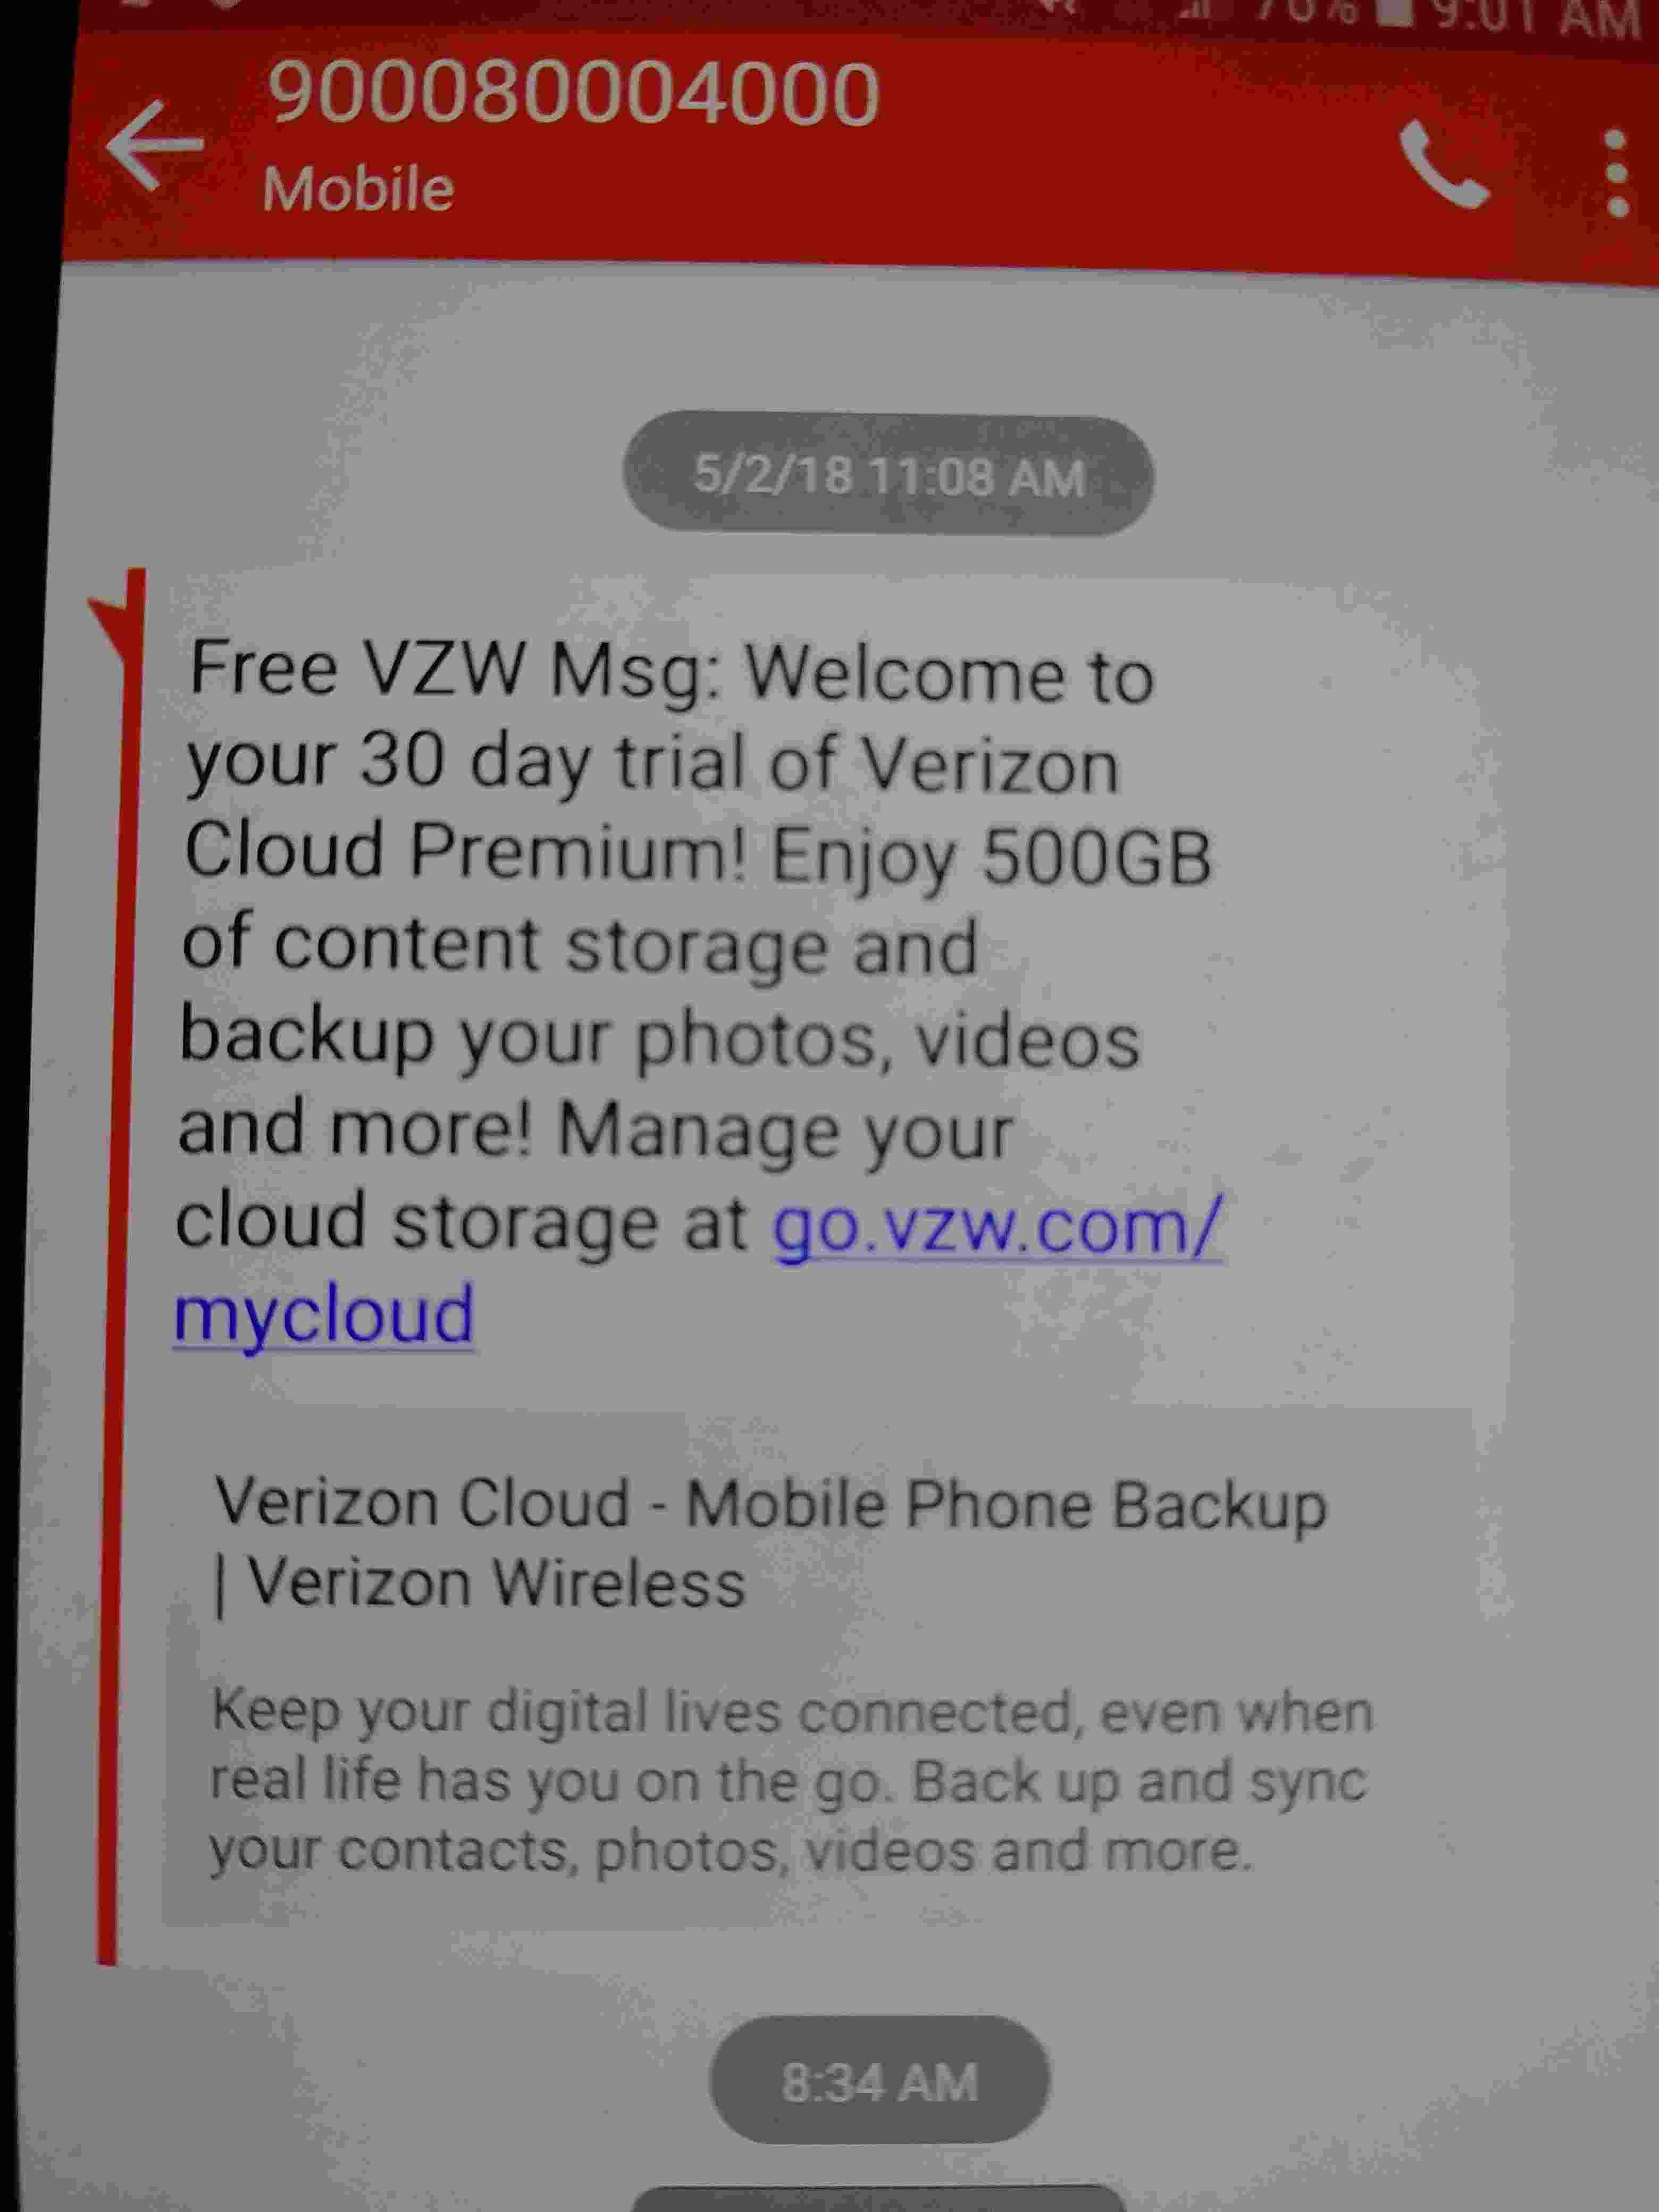 9:01 AM
900080004000
Mobile
5/2/18 11:08 AM
Free VZW Msg: Welcome to
your 30 day trial of Verizon
Cloud Premium! Enjoy 500GB
of content storage and
backup your photos, videos
and more! Manage your
cloud storage at go.vzw.com/
mycloud
Verizon Cloud - Mobile Phone Backup
| Verizon Wireless
Keep your digital lives connected, even when
real life has you on the go. Back up and sync
your contacts, photos, videos and more.
8:34 AM